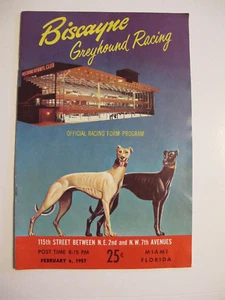 Biscayne
Greyhound Racing
OFFICIAL RACING FORM PROGRAM
115th STREET BETWEEN N.E. 2nd and N.W. 7th AVENUES
POST TIME 8:15 PM
FEBRUARY 6, 1957
25¢
MIAMI
FLORIDA